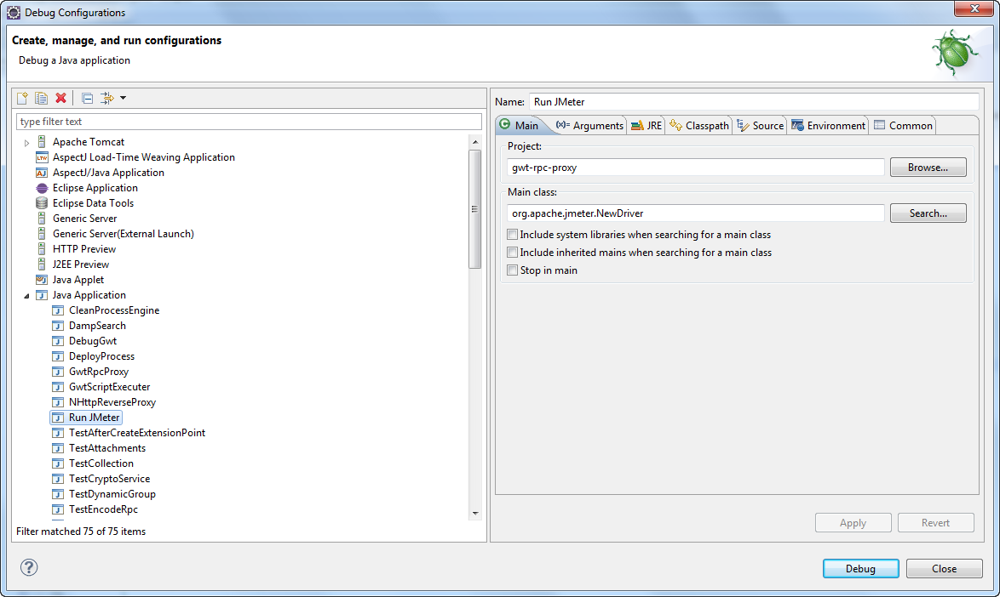 Debug Configurations
Create, manage, and run configurations
Debug a Java application
type filter text
Apache Tomcat
AspectJ Load-Time Weaving Application
AspectJ/Java Application
Eclipse Application
Eclipse Data Tools
Generic Server
Generic Server(External Launch)
HTTP Preview
J2EE Preview
Java Applet
Java Application
CleanProcessEngine
DampSearch
DebugGwt
DeployProcess
GwtRpcProxy
GwtScriptExecuter
NHttpReverseProxy
Run JMeter
TestAfterCreateExtensionPoint
TestAttachments
TestCollection
TestCryptoService
TestDynamicGroup
TestEncodeRpc
Filter matched 75 of 75 items
Name: Run JMeter
Main (x)= Arguments JRE Classpath Source Environment Common
Project:
gwt-rpc-proxy Browse...
Main class:
org.apache.jmeter.NewDriver Search...
Include system libraries when searching for a main class
Include inherited mains when searching for a main class
Stop in main
Apply Revert
? Debug Close